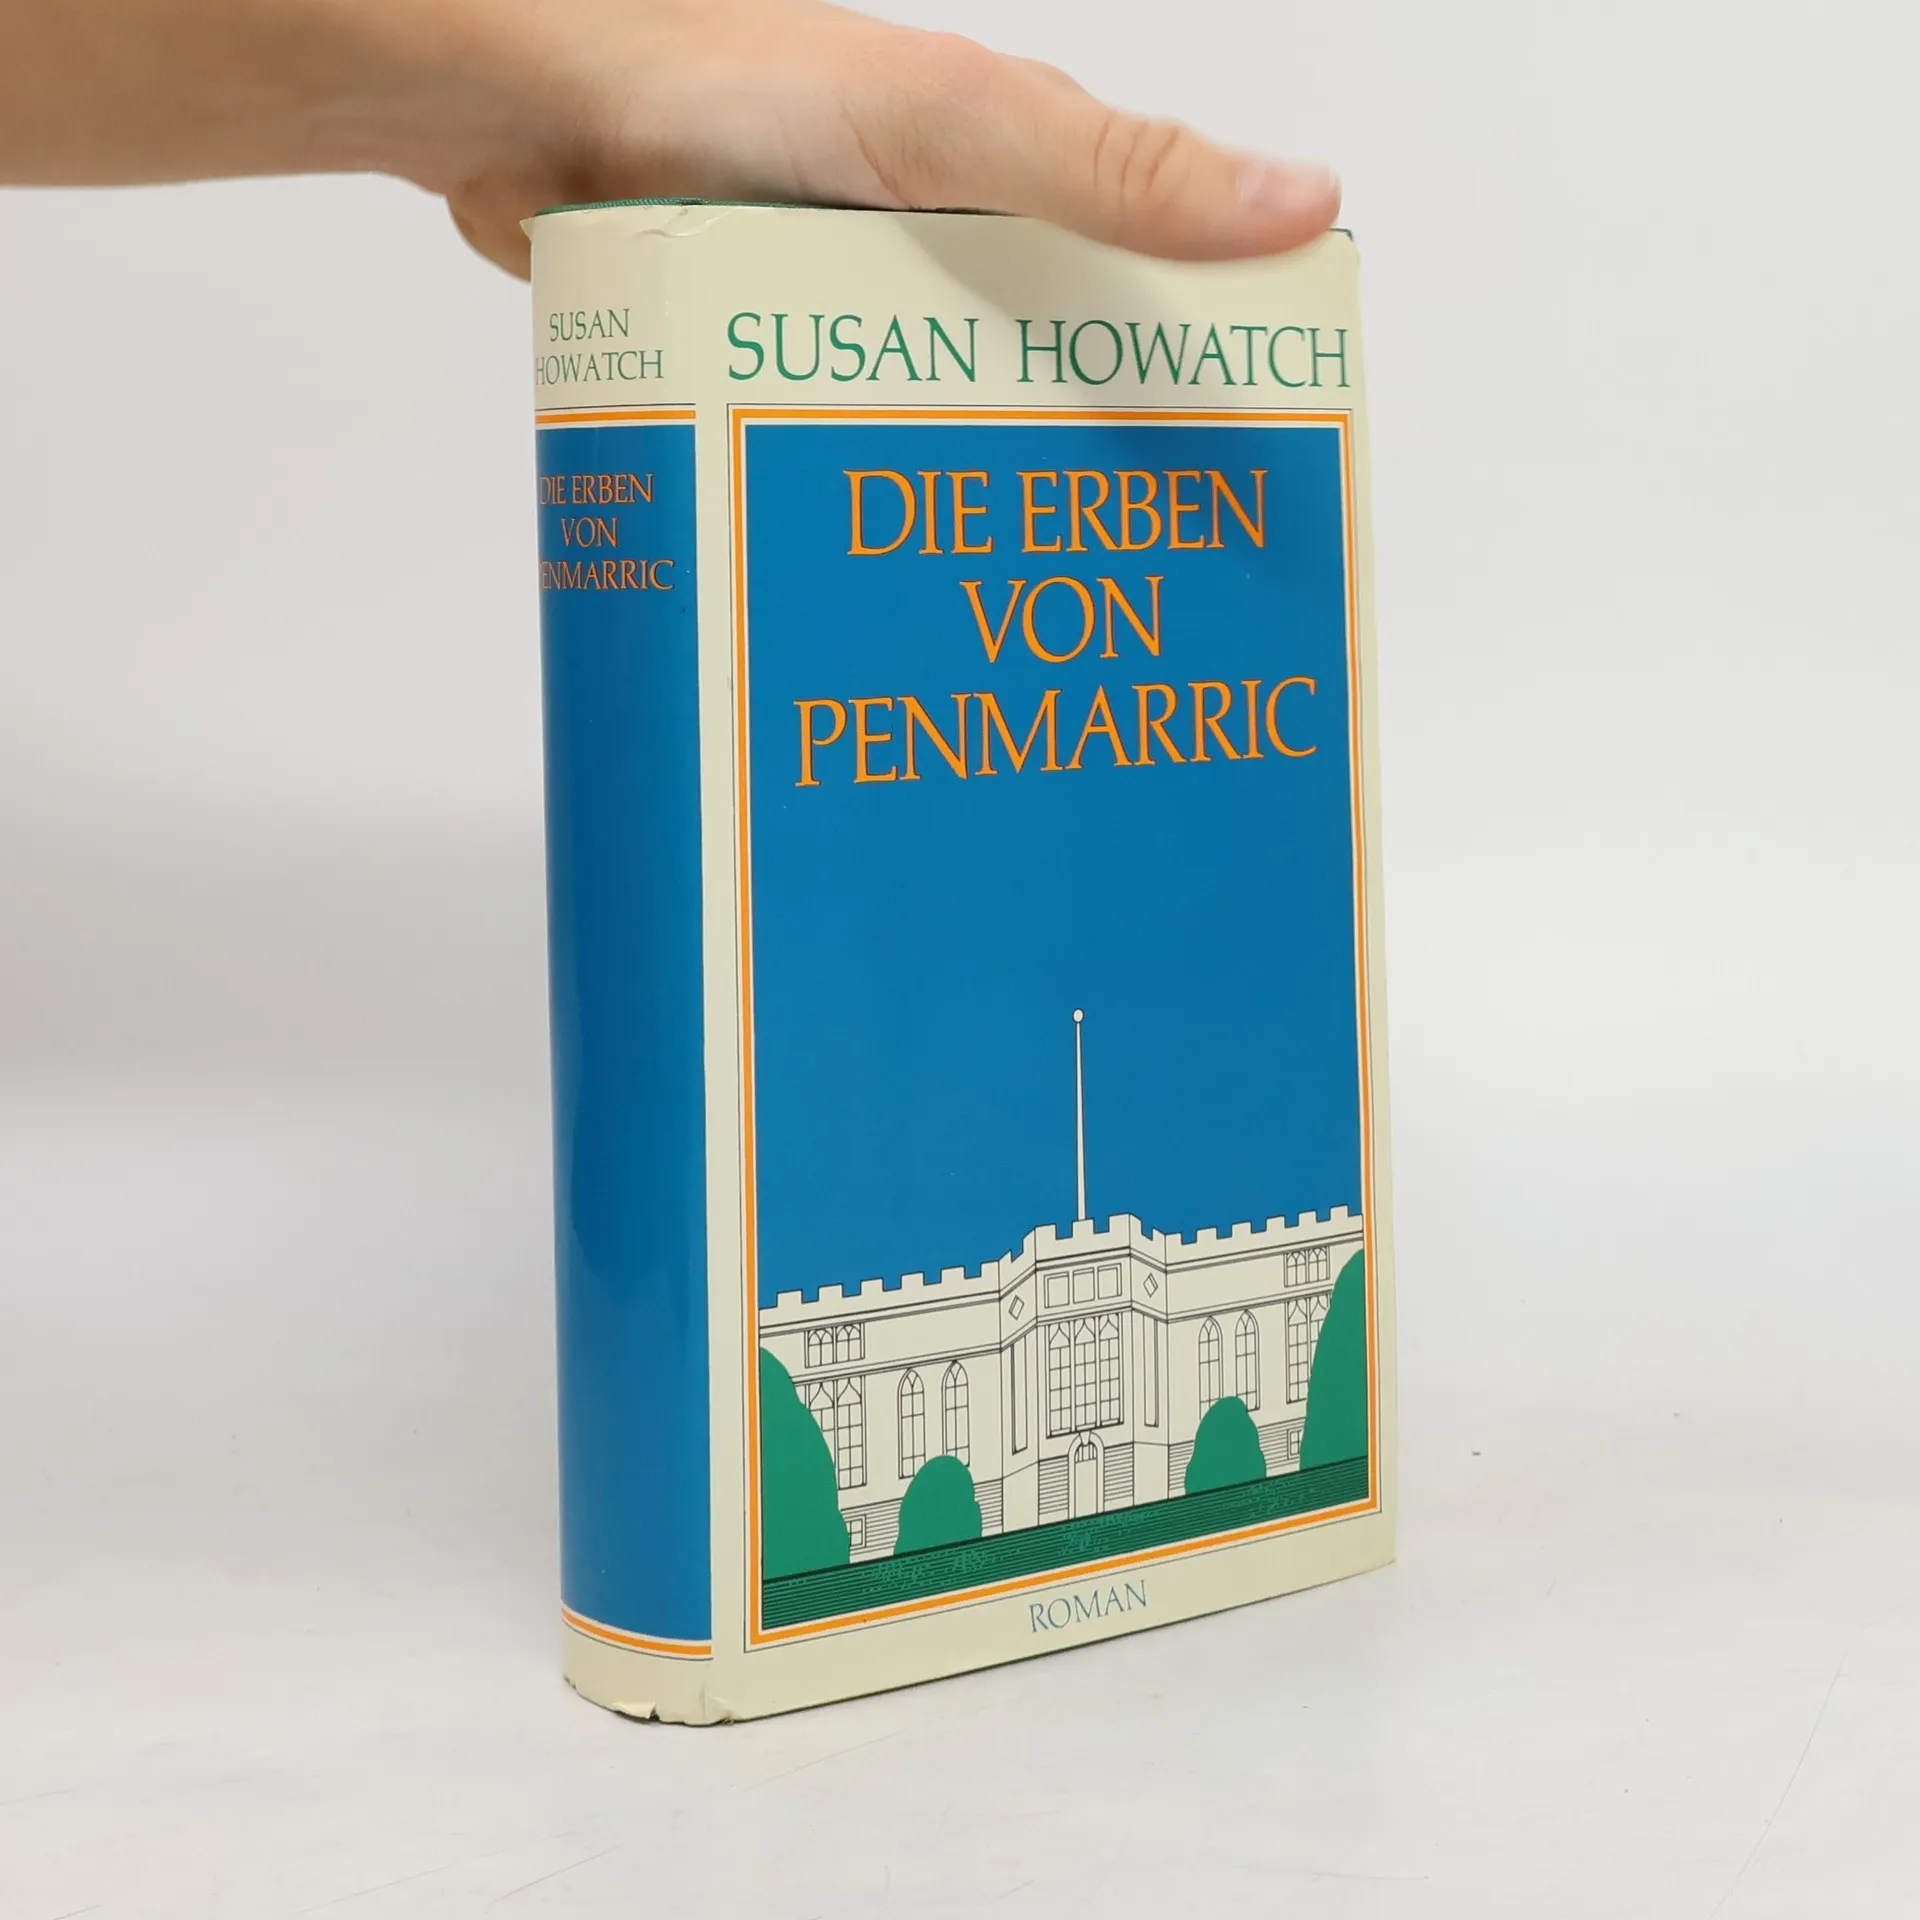 SUSAN
HOWATCH
DIE ERBEN
VON
PENMARRIC
SUSAN HOWATCH
DIE ERBEN
VON
PENMARRIC
ROMAN